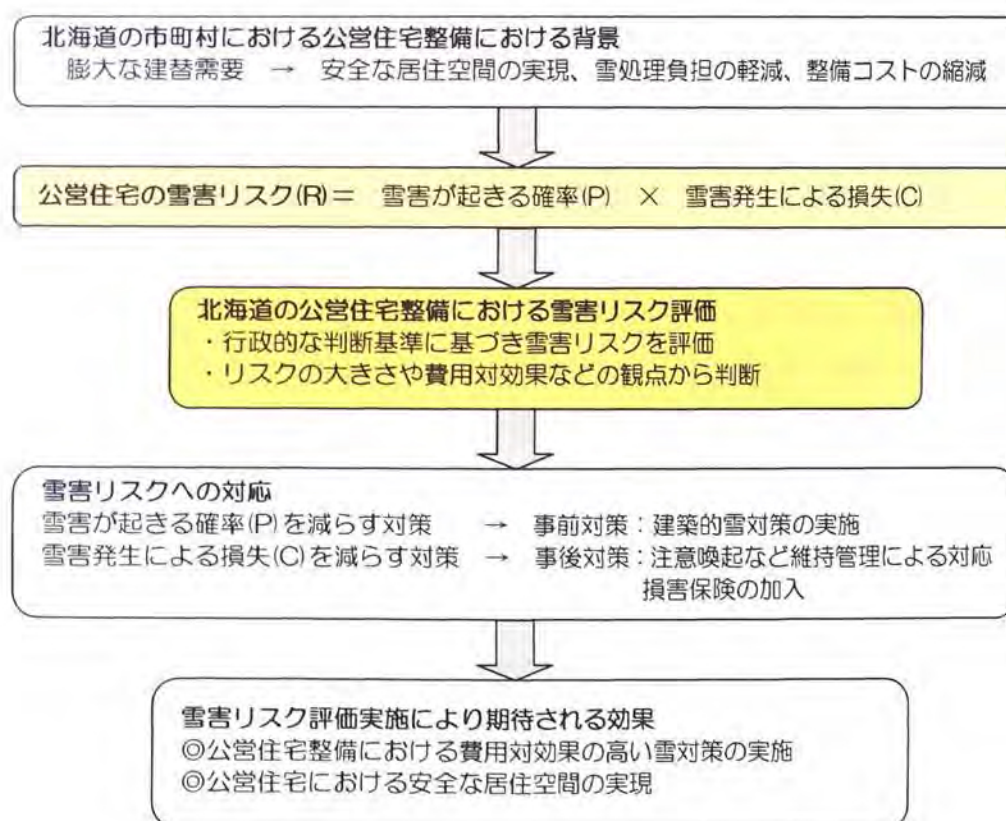 北海道の市町村における公営住宅整備における背景
膨大な建替需要 → 安全な居住空間の実現、雪処理負担の軽減、整備コストの縮減
公営住宅の雪害リスク(R)= 雪害が起きる確率(P) × 雪害発生による損失(C)
北海道の公営住宅整備における雪害リスク評価
・行政的な判断基準に基づき雪害リスクを評価
・リスクの大きさや費用対効果などの観点から判断
雪害リスクへの対応
雪害が起きる確率(P)を減らす対策 → 事前対策：建築的雪対策の実施
雪害発生による損失(C)を減らす対策 → 事後対策：注意喚起など維持管理による対応
損害保険の加入
雪害リスク評価実施により期待される効果
◎公営住宅整備における費用対効果の高い雪対策の実施
◎公営住宅における安全な居住空間の実現